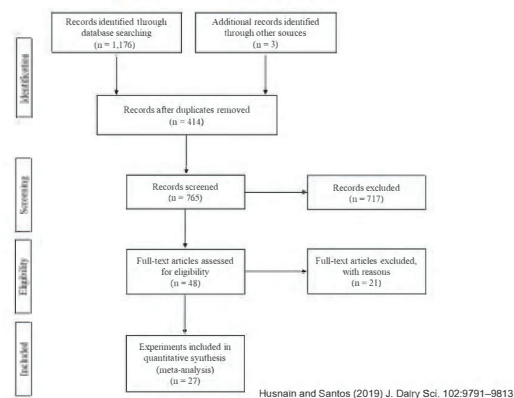 Records identified through
database searching
(n = 1,176)
Additional records identified
through other sources
(n = 3)
Identification
Records after duplicates removed
(n = 414)
Screening
Records screened
(n = 765)
Records excluded
(n = 717)
Eligibility
Full-text articles assessed
for eligibility
(n = 48)
Full-text articles excluded,
with reasons
(n = 21)
Included
Experiments included in
quantitative synthesis
(meta-analysis)
(n = 27)
Husnain and Santos (2019) J. Dairy Sci. 102:9791–9813